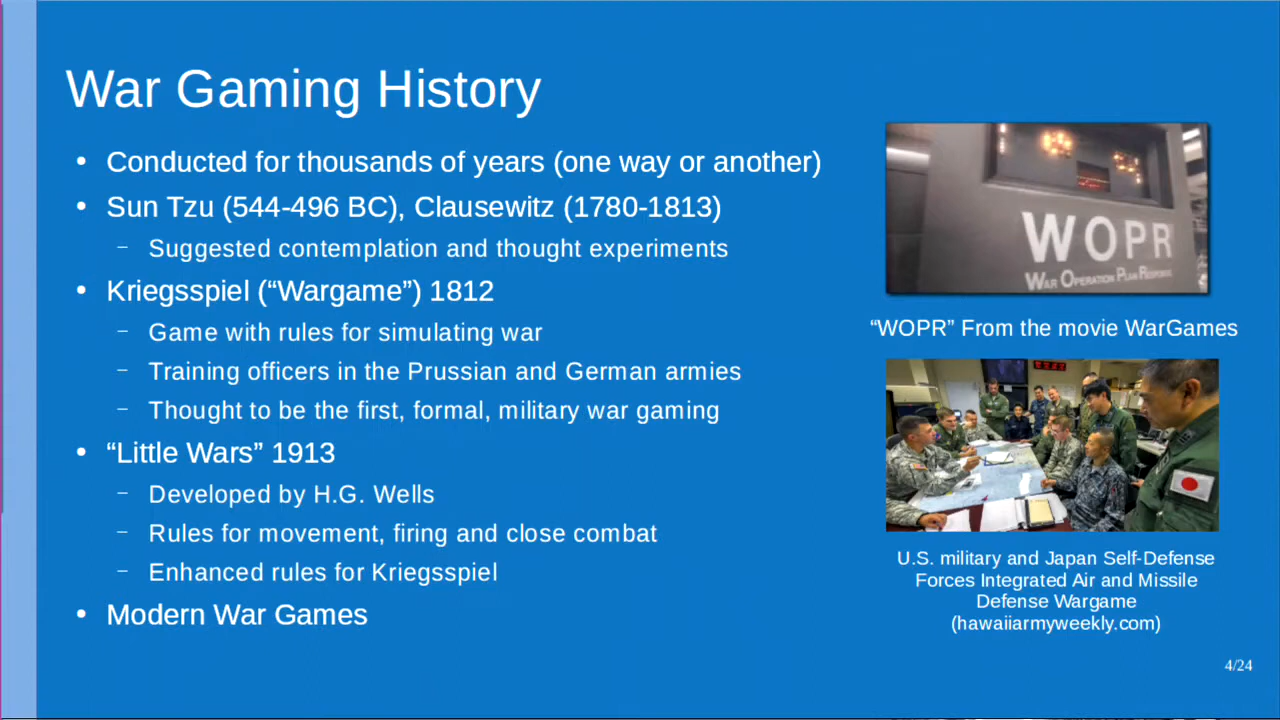 War Gaming History
• Conducted for thousands of years (one way or another)
• Sun Tzu (544-496 BC), Clausewitz (1780-1813)
– Suggested contemplation and thought experiments
• Kriegsspiel (“Wargame”) 1812
– Game with rules for simulating war
– Training officers in the Prussian and German armies
– Thought to be the first, formal, military war gaming
• “Little Wars” 1913
– Developed by H.G. Wells
– Rules for movement, firing and close combat
– Enhanced rules for Kriegsspiel
• Modern War Games
WOPR
WAR OPERATION PLAN RESPONSE
“WOPR” From the movie WarGames
U.S. military and Japan Self-Defense
Forces Integrated Air and Missile
Defense Wargame
(hawaiiarmyweekly.com)
4/24